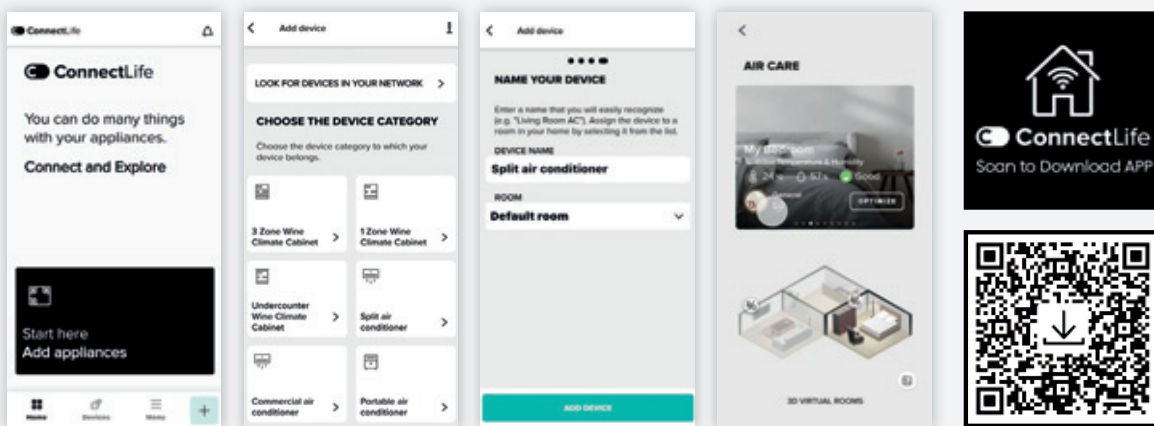 ConnectLife
ConnectLife
You can do many things
with your appliances.
Connect and Explore
Start here
Add appliances
Home
Devices
Menu
Add device
LOOK FOR DEVICES IN YOUR NETWORK
CHOOSE THE DEVICE CATEGORY
Choose the device category to which your
device belongs.
3 Zone Wine
Climate Cabinet
1 Zone Wine
Climate Cabinet
Undercounter
Wine Climate
Cabinet
Split air
conditioner
Commercial air
conditioner
Portable air
conditioner
Add device
NAME YOUR DEVICE
Enter a name that you will easily recognize
(e.g. "Living Room AC"). Assign the device to a
room in your home by selecting it from the list.
DEVICE NAME
Split air conditioner
ROOM
Default room
ADD DEVICE
AIR CARE
My Bedroom
Temperature & Humidity
Good
General
OPTIMIZE
3D VIRTUAL ROOMS
ConnectLife
Scan to Download APP